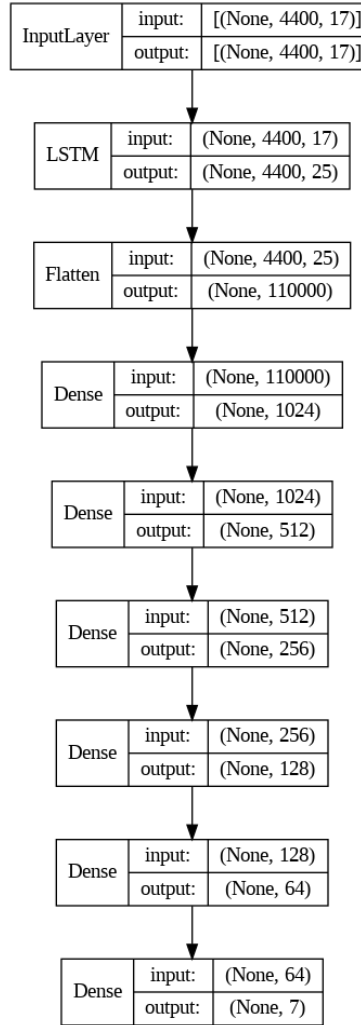 InputLayer
input: [(None, 4400, 17)]
output: [(None, 4400, 17)]
LSTM
input: (None, 4400, 17)
output: (None, 4400, 25)
Flatten
input: (None, 4400, 25)
output: (None, 110000)
Dense
input: (None, 110000)
output: (None, 1024)
Dense
input: (None, 1024)
output: (None, 512)
Dense
input: (None, 512)
output: (None, 256)
Dense
input: (None, 256)
output: (None, 128)
Dense
input: (None, 128)
output: (None, 64)
Dense
input: (None, 64)
output: (None, 7)